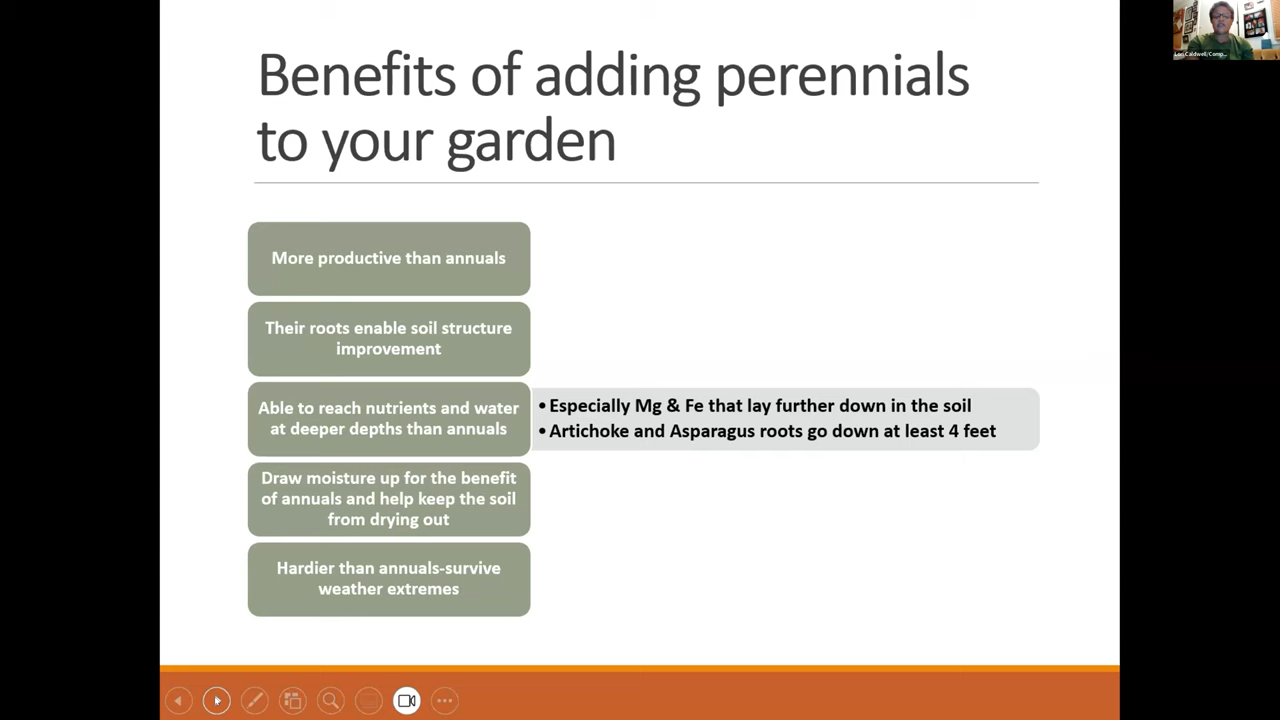 Benefits of adding perennials
to your garden
More productive than annuals
Their roots enable soil structure
improvement
Able to reach nutrients and water
at deeper depths than annuals
•Especially Mg & Fe that lay further down in the soil
•Artichoke and Asparagus roots go down at least 4 feet
Draw moisture up for the benefit
of annuals and help keep the soil
from drying out
Hardier than annuals-survive
weather extremes
Lori Caldwell/Comp...